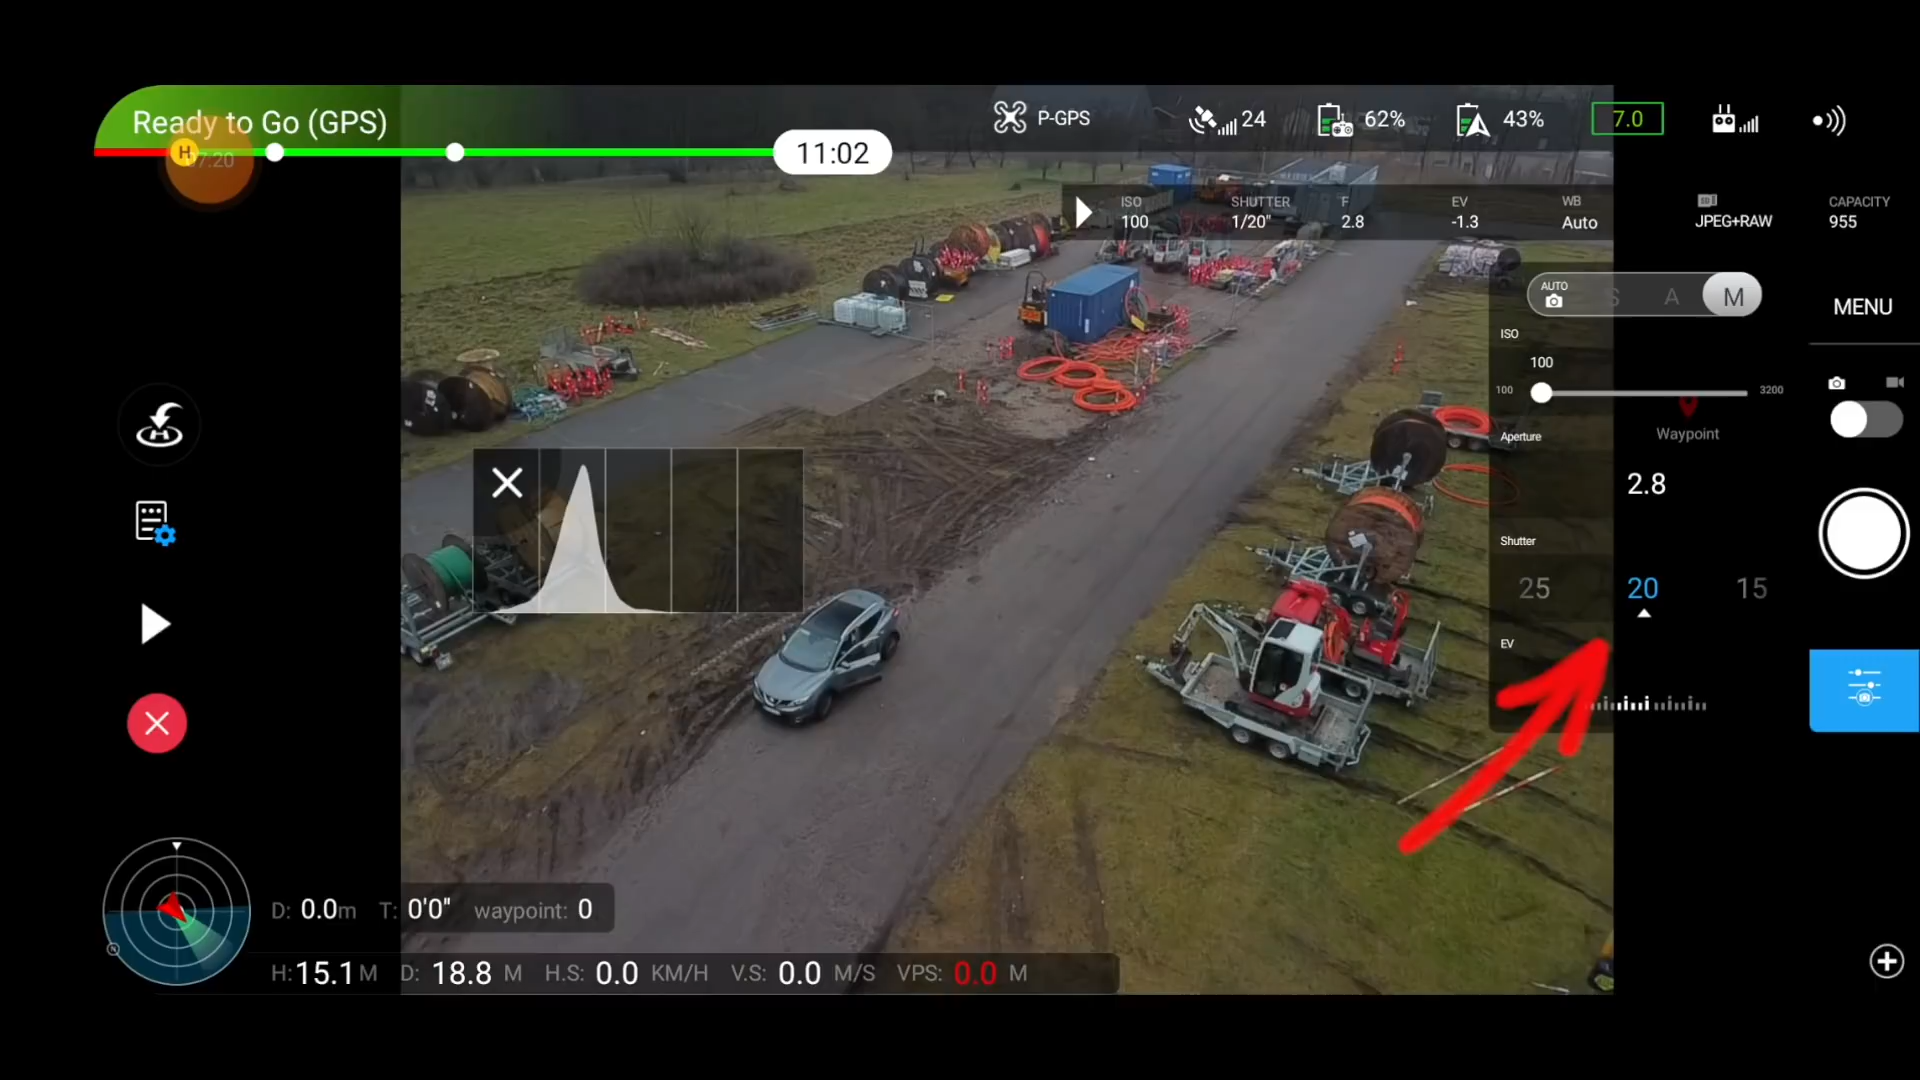 Ready to Go (GPS)
P-GPS
24
62%
43%
7.0
H
07:20
11:02
ISO
100
SHUTTER
1/20"
F
2.8
EV
-1.3
WB
Auto
JPEG+RAW
CAPACITY
955
AUTO
S
A
M
MENU
ISO
100
100
3200
Waypoint
Aperture
2.8
Shutter
25
20
15
EV
H
N
D: 0.0m T: 0'0" waypoint: 0
H: 15.1 M D: 18.8 M H.S: 0.0 KM/H V.S: 0.0 M/S VPS: 0.0 M